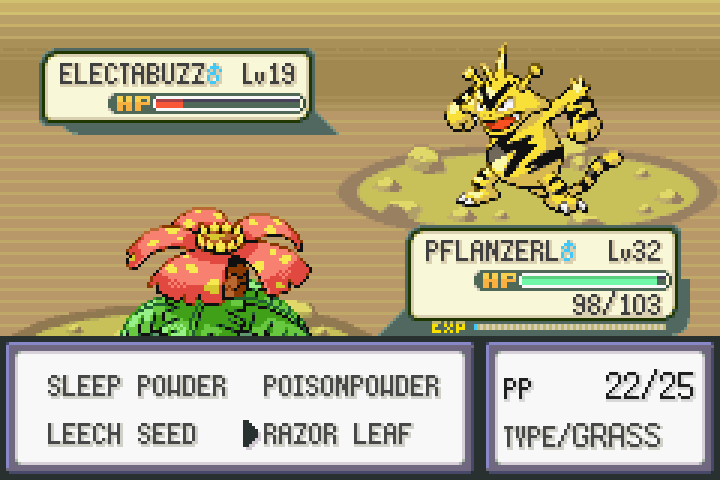 ELECTABUZZ♂ Lv19
HP
PFLANZERL♂ Lv32
HP
98/103
EXP
SLEEP POWDER POISONPOWDER
LEECH SEED ▶RAZOR LEAF
PP 22/25
TYPE/GRASS